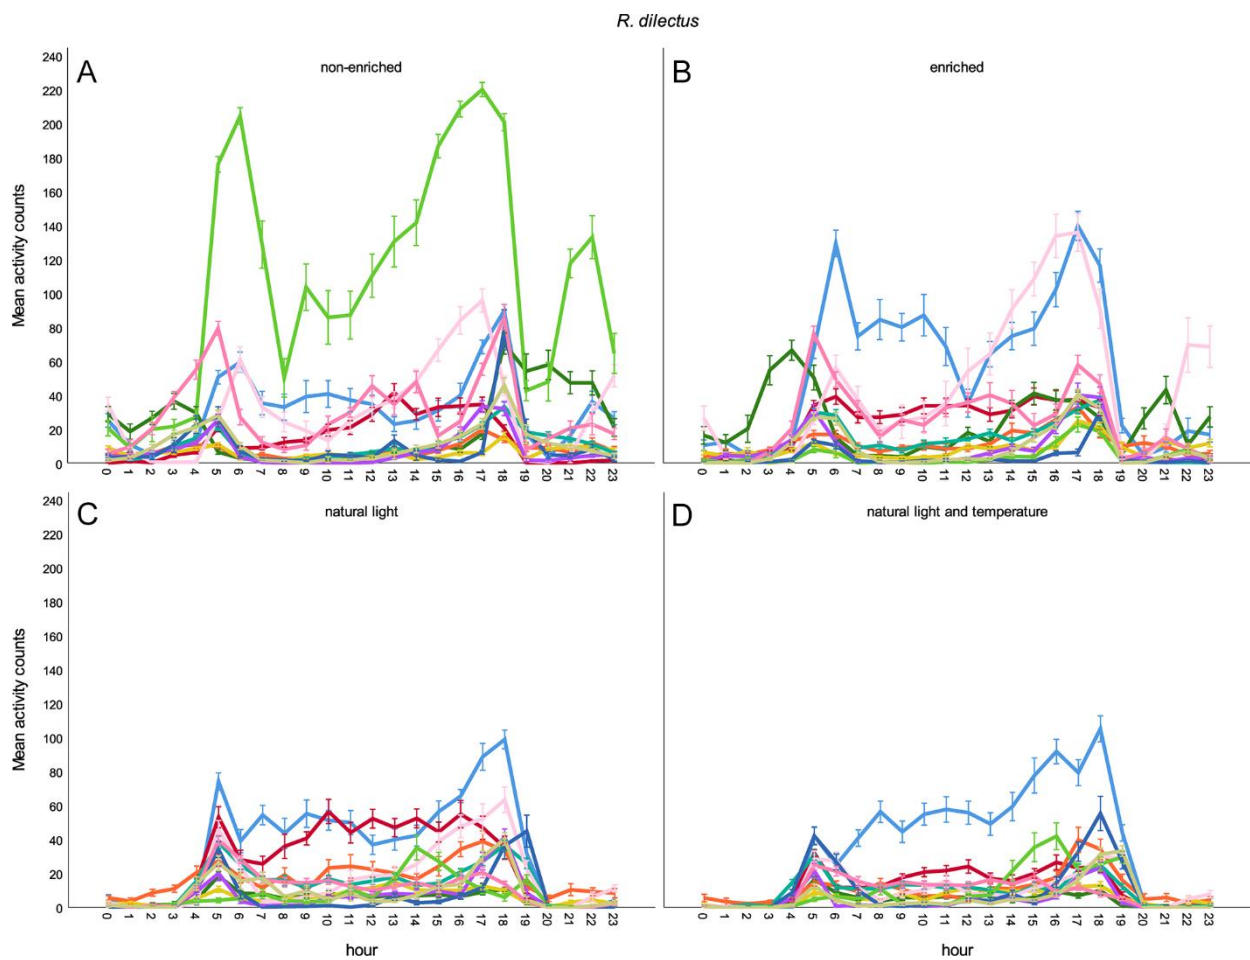 R. dilectus
A
non-enriched
B
enriched
Mean activity counts
240
220
200
180
160
140
120
100
80
60
40
20
0
0 1 2 3 4 5 6 7 8 9 10 11 12 13 14 15 16 17 18 19 20 21 22 23
0 1 2 3 4 5 6 7 8 9 10 11 12 13 14 15 16 17 18 19 20 21 22 23
C
natural light
D
natural light and temperature
Mean activity counts
240
220
200
180
160
140
120
100
80
60
40
20
0
0 1 2 3 4 5 6 7 8 9 10 11 12 13 14 15 16 17 18 19 20 21 22 23
0 1 2 3 4 5 6 7 8 9 10 11 12 13 14 15 16 17 18 19 20 21 22 23
hour
hour